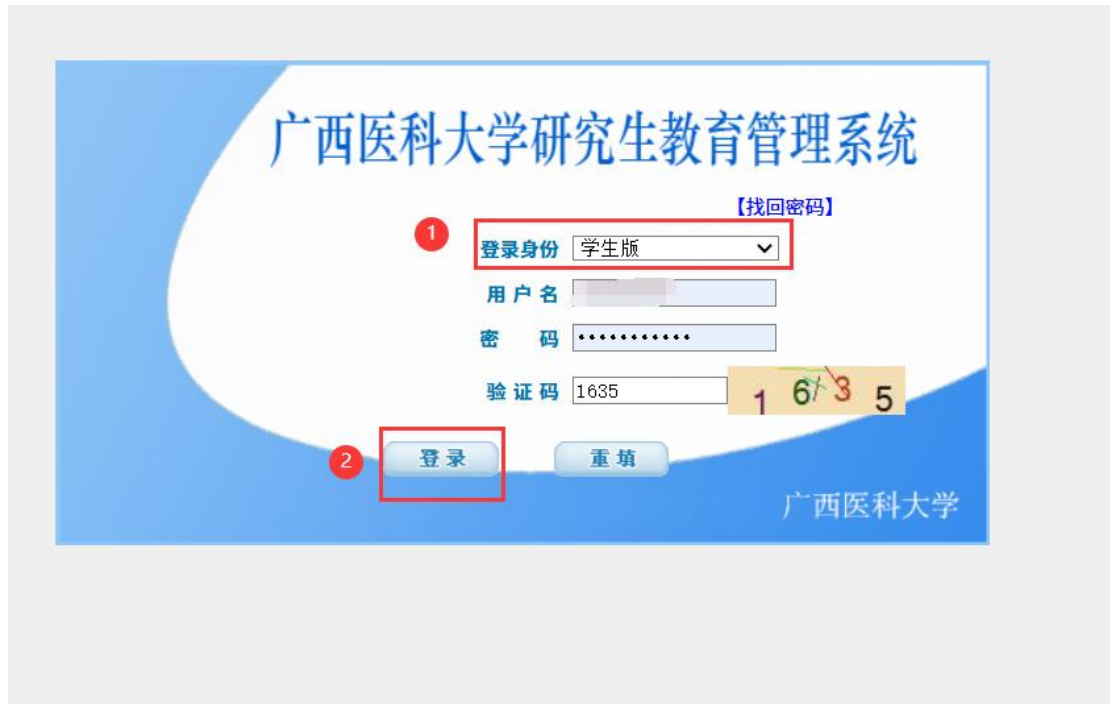 广西医科大学研究生教育管理系统
【找回密码】
1
登录身份 学生版
用户名
密 码 •••••••••••
验证码 1635 1 6 3 5
2 登录 重填
广西医科大学